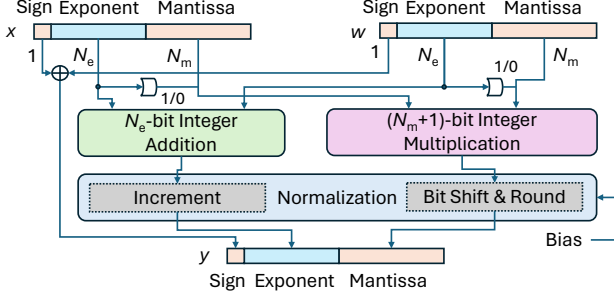 Sign Exponent Mantissa Sign Exponent Mantissa
x w
1 Ne Nm 1 Ne Nm
1/0 1/0
Ne-bit Integer Addition
(Nm+1)-bit Integer Multiplication
Increment Normalization Bit Shift & Round
Bias
y
Sign Exponent Mantissa